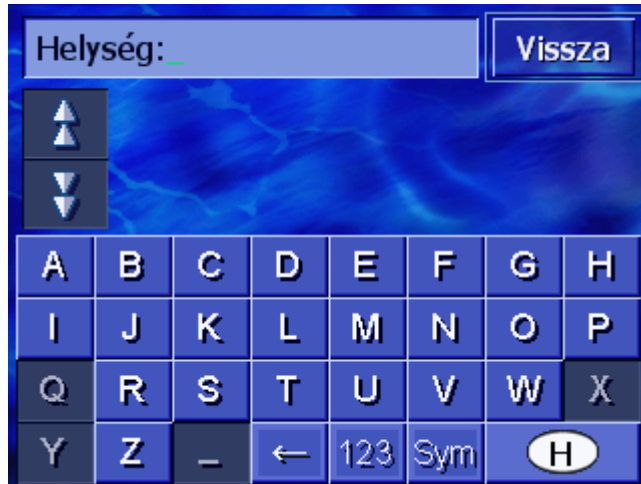 Helység:_
Vissza
A B C D E F G H
I J K L M N O P
Q R S T U V W X
Y Z _ ← 123 Sym H